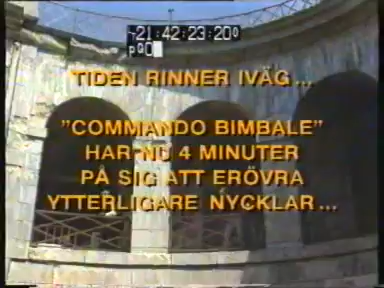 -21:42:23:20
P00
TIDEN RINNER IVÄG...
"COMMANDO BIMBALE"
HAR NU 4 MINUTER
PÅ SIG ATT ERÖVRA
YTTERLIGARE NYCKLAR...